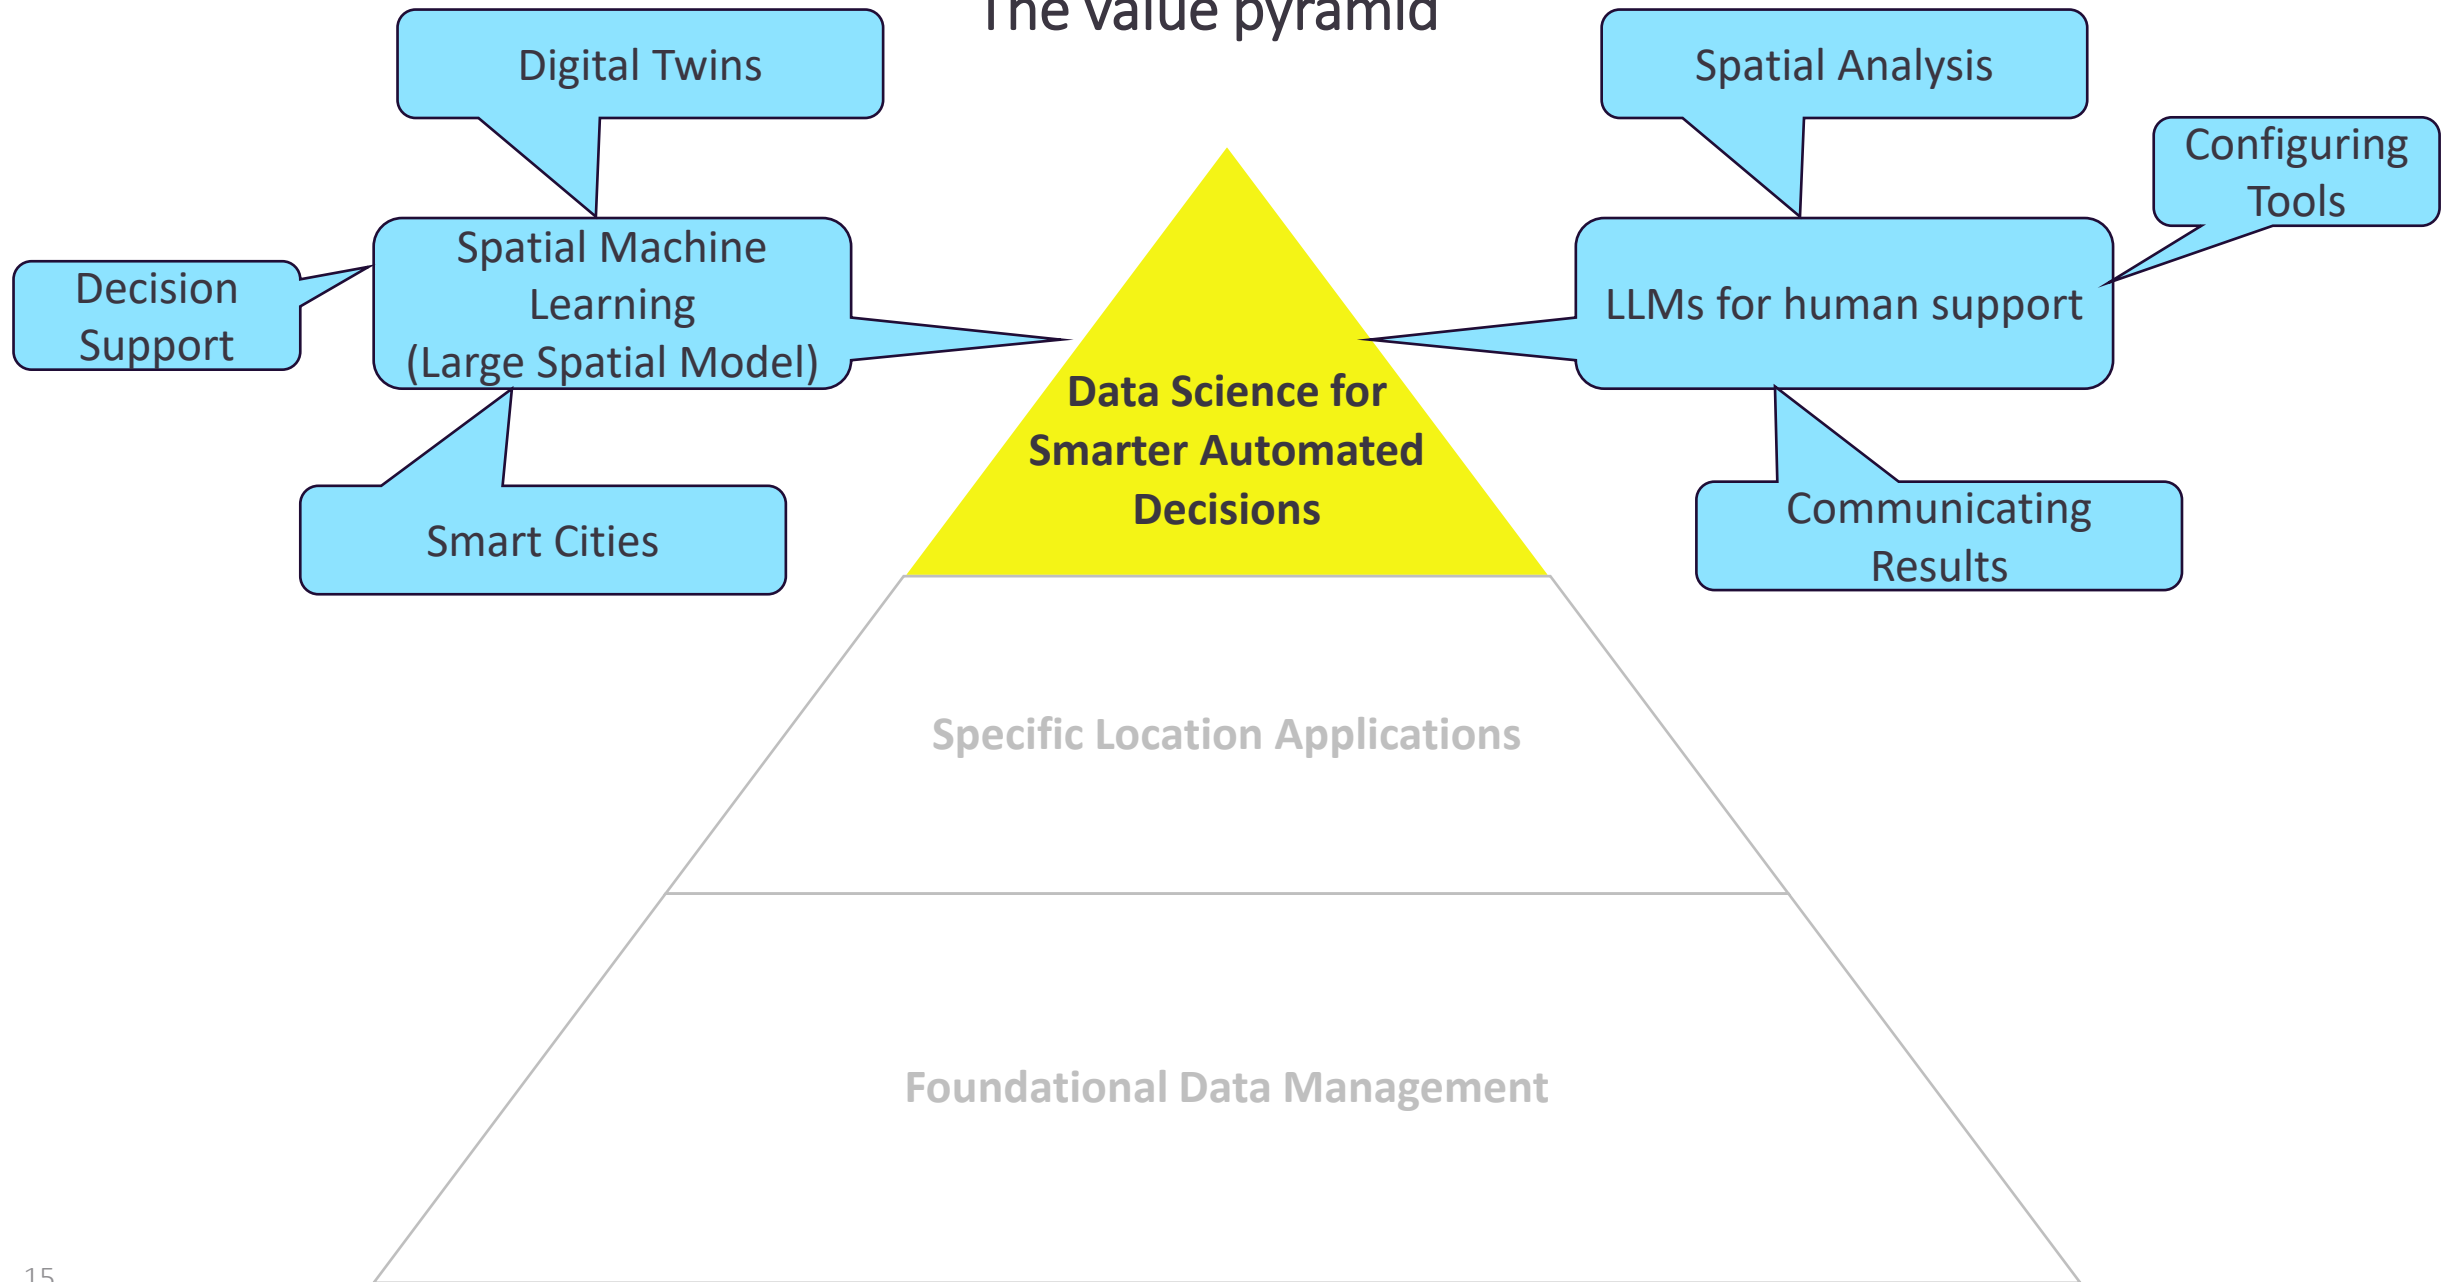 The value pyramid
Digital Twins
Spatial Analysis
Configuring
Tools
Spatial Machine
Learning
(Large Spatial Model)
Decision
Support
LLMs for human support
Data Science for
Smarter Automated
Decisions
Smart Cities
Communicating
Results
Specific Location Applications
Foundational Data Management
15